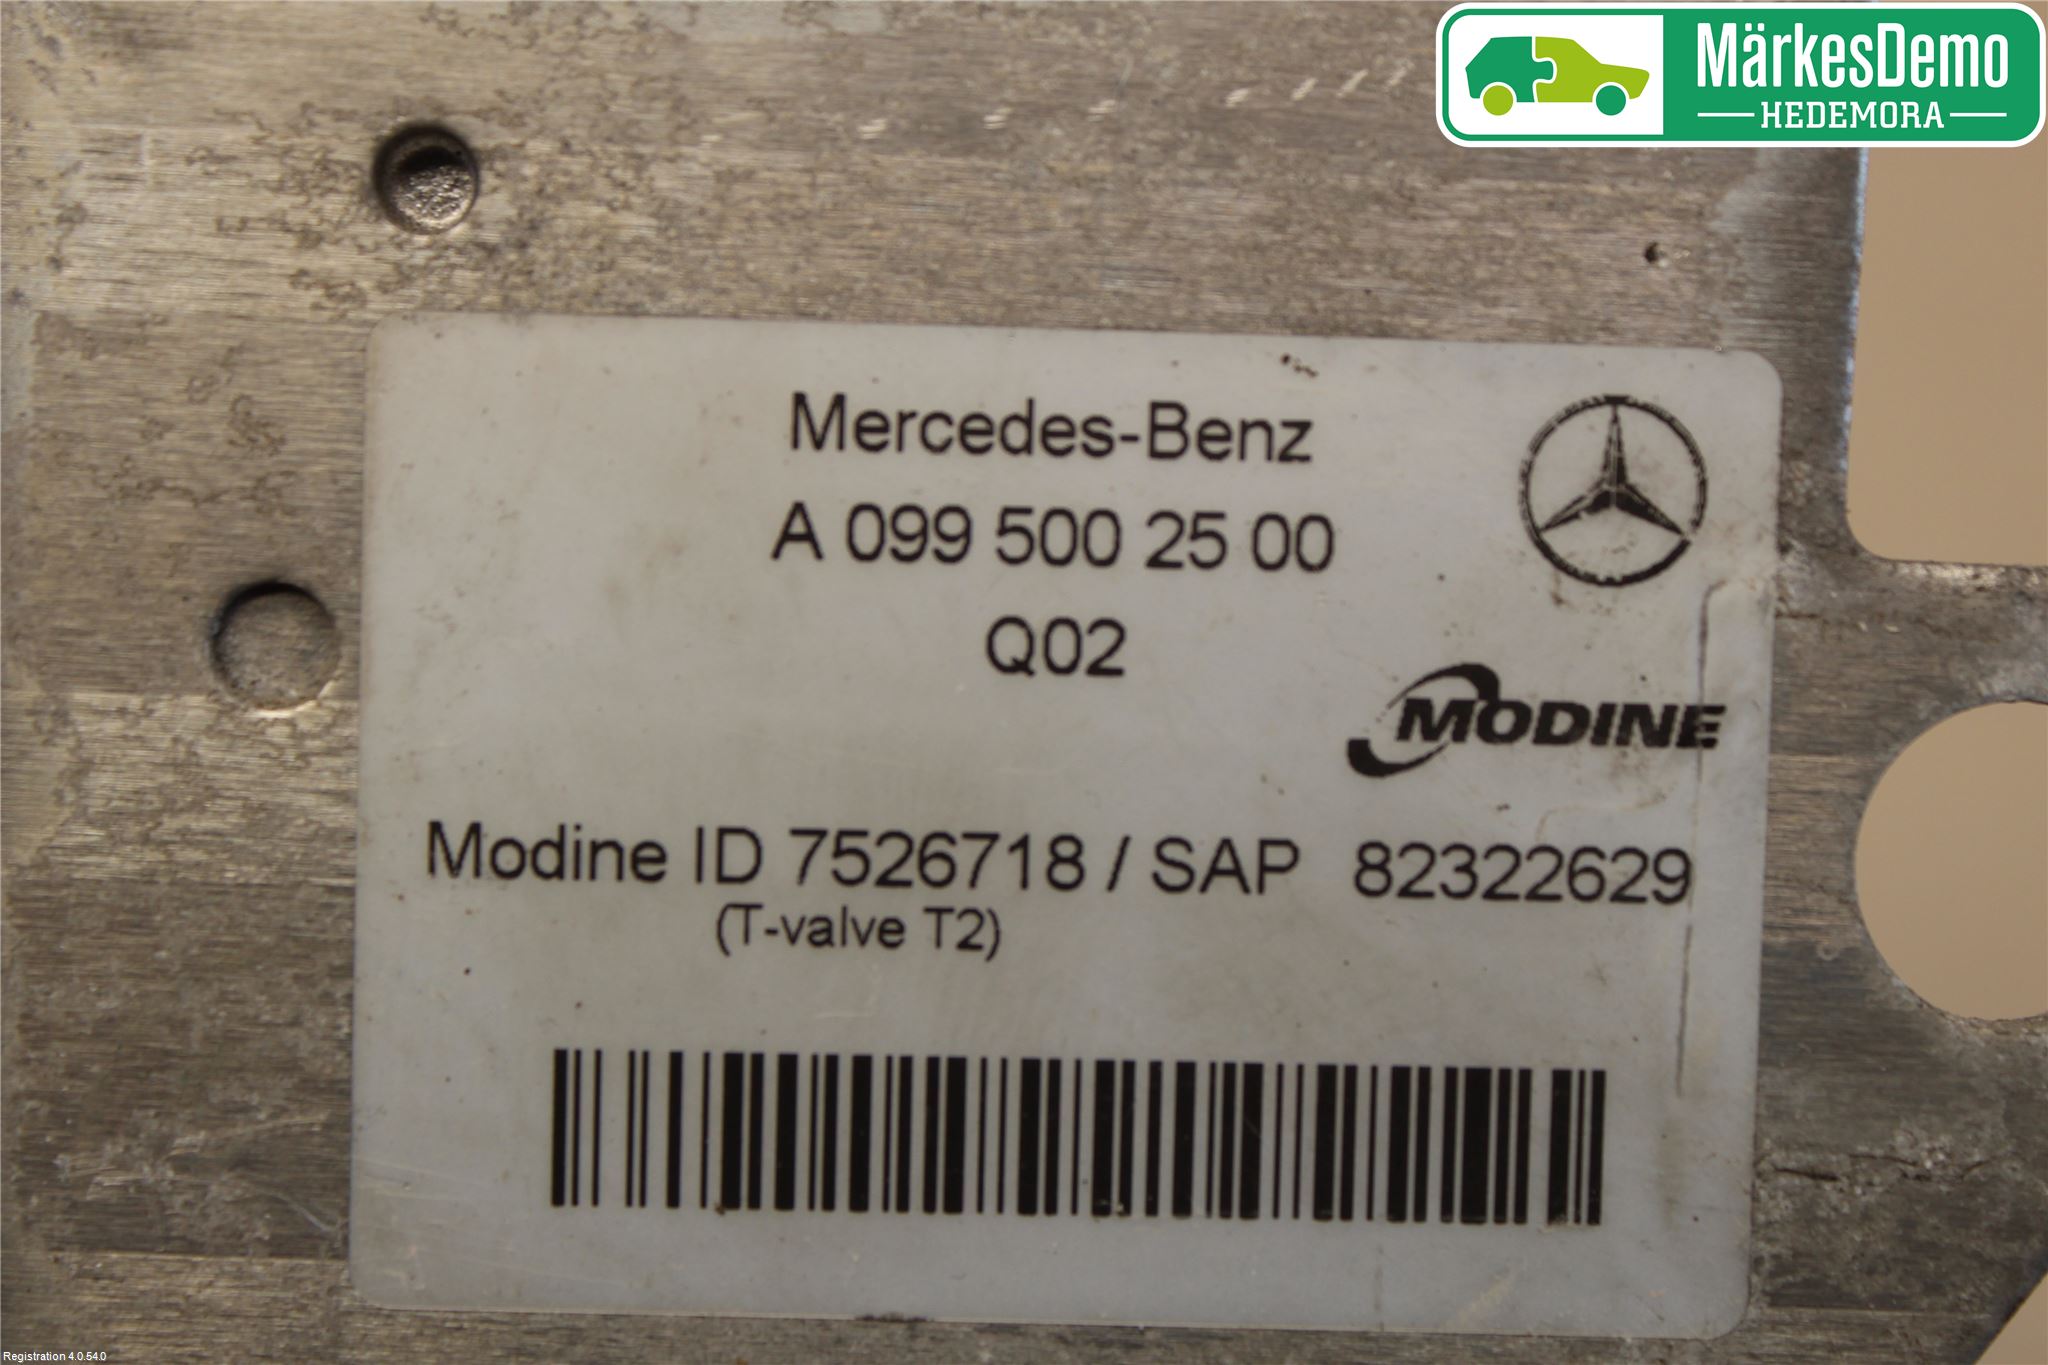 MärkesDemo
HEDEMORA
Mercedes-Benz
A 099 500 25 00
Q02
MODINE
Modine ID 7526718 / SAP 82322629
(T-valve T2)
Registration 4.0.54.0